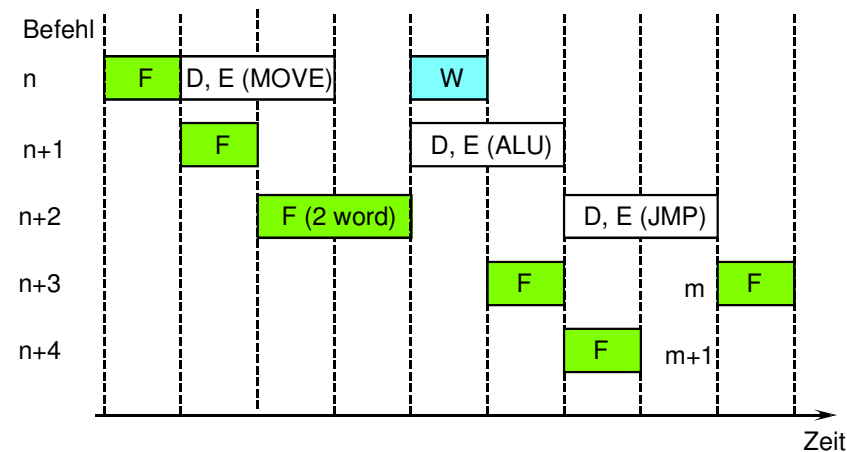 Befehl
n F D, E (MOVE) W
n+1 F D, E (ALU)
n+2 F (2 word) D, E (JMP)
n+3 F m F
n+4 F m+1
Zeit